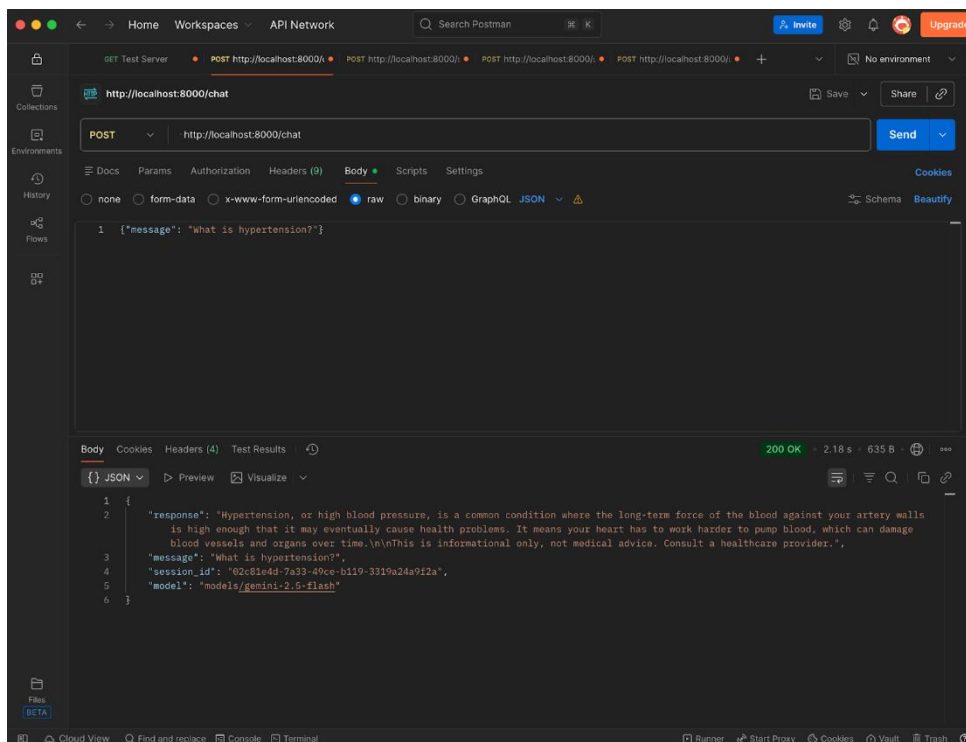 Home Workspaces API Network Search Postman ⌘ K Invite Upgrade
GET Test Server POST http://localhost:8000/ POST http://localhost:8000/ POST http://localhost:8000/ POST http://localhost:8000/ + No environment
HTTP http://localhost:8000/chat Save Share
Collections
POST http://localhost:8000/chat Send
Environments
Docs Params Authorization Headers (9) Body Scripts Settings Cookies
History
none form-data x-www-form-urlencoded raw binary GraphQL JSON Schema Beautify
Flows
1 {"message": "What is hypertension?"}
Body Cookies Headers (4) Test Results 200 OK 2.18 s 635 B
{} JSON Preview Visualize
1 {
2 "response": "Hypertension, or high blood pressure, is a common condition where the long-term force of the blood against your artery walls
is high enough that it may eventually cause health problems. It means your heart has to work harder to pump blood, which can damage
blood vessels and organs over time.\n\nThis is informational only, not medical advice. Consult a healthcare provider.",
3 "message": "What is hypertension?",
4 "session_id": "02c81e4d-7a33-49ce-b119-3319a24a9f2a",
5 "model": "models/gemini-2.5-flash"
6 }
Files
BETA
Cloud View Find and replace Console Terminal Runner Start Proxy Cookies Vault Trash